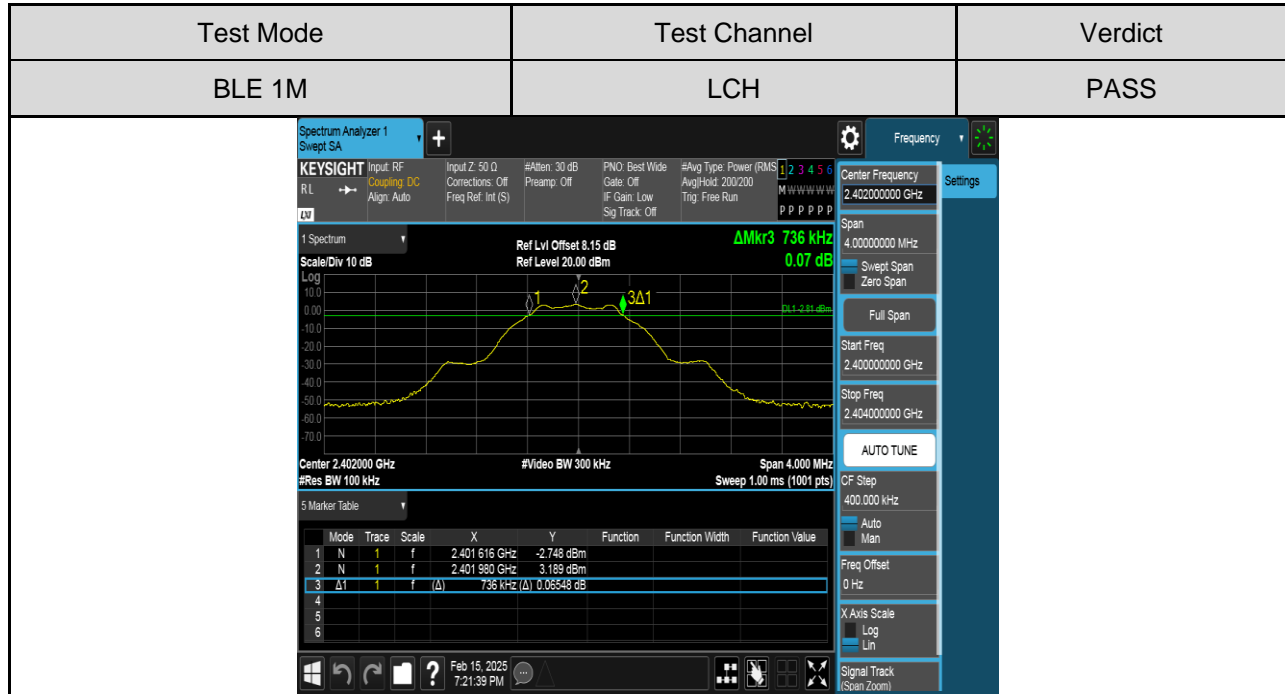 Test Mode Test Channel Verdict
BLE 1M LCH PASS
Spectrum Analyzer 1
Swept SA
+
Frequency
KEYSIGHT Input: RF Input Z: 50 Ω #Atten: 30 dB PNO: Best Wide #Avg Type: Power (RMS 1 2 3 4 5 6
RL Coupling: DC Corrections: Off Preamp: Off Gate: Off Avg|Hold: 200/200 M W W W W W
Align: Auto Freq Ref: Int (S) IF Gain: Low Trig: Free Run
LXI Sig Track: Off P P P P P P
1 Spectrum
Ref Lvl Offset 8.15 dB ΔMkr3 736 kHz
Scale/Div 10 dB Ref Level 20.00 dBm 0.07 dB
Log
10.0
0.00
-10.0
-20.0
-30.0
-40.0
-50.0
-60.0
-70.0
1 2 3Δ1
DL1 -2.81 dBm
Center 2.402000 GHz #Video BW 300 kHz Span 4.000 MHz
#Res BW 100 kHz Sweep 1.00 ms (1001 pts)
5 Marker Table
Mode Trace Scale X Y Function Function Width Function Value
1 N 1 f 2.401 616 GHz -2.748 dBm
2 N 1 f 2.401 980 GHz 3.189 dBm
3 Δ1 1 f (Δ) 736 kHz (Δ) 0.06548 dB
4
5
6
? Feb 15, 2025
7:21:39 PM
Center Frequency
2.402000000 GHz
Settings
Span
4.00000000 MHz
Swept Span
Zero Span
Full Span
Start Freq
2.400000000 GHz
Stop Freq
2.404000000 GHz
AUTO TUNE
CF Step
400.000 kHz
Auto
Man
Freq Offset
0 Hz
X Axis Scale
Log
Lin
Signal Track
(Span Zoom)